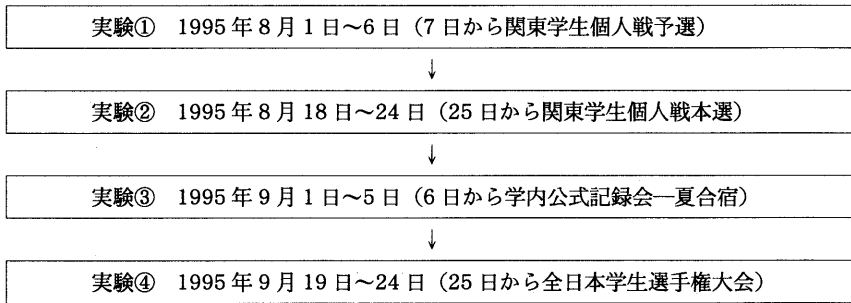 実験① 1995年8月1日～6日（7日から関東学生個人戦予選）
↓
実験② 1995年8月18日～24日（25日から関東学生個人戦本選）
↓
実験③ 1995年9月1日～5日（6日から学内公式記録会―夏合宿）
↓
実験④ 1995年9月19日～24日（25日から全日本学生選手権大会）